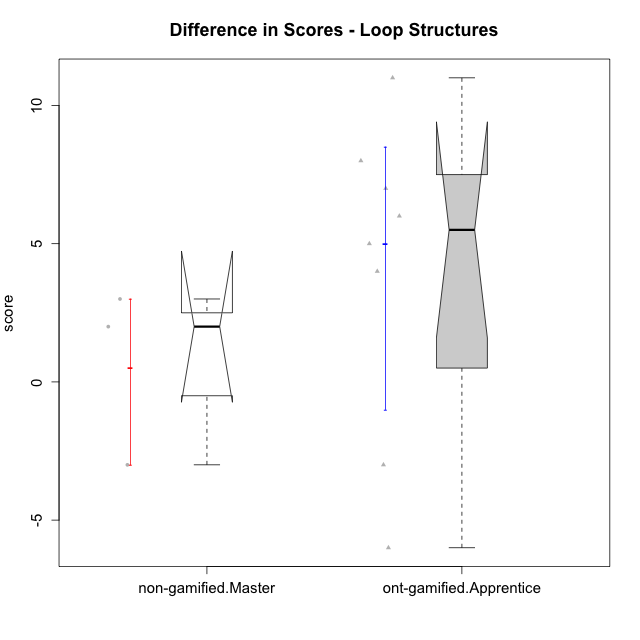 Difference in Scores - Loop Structures
score
10
5
0
-5
non-gamified.Master
ont-gamified.Apprentice